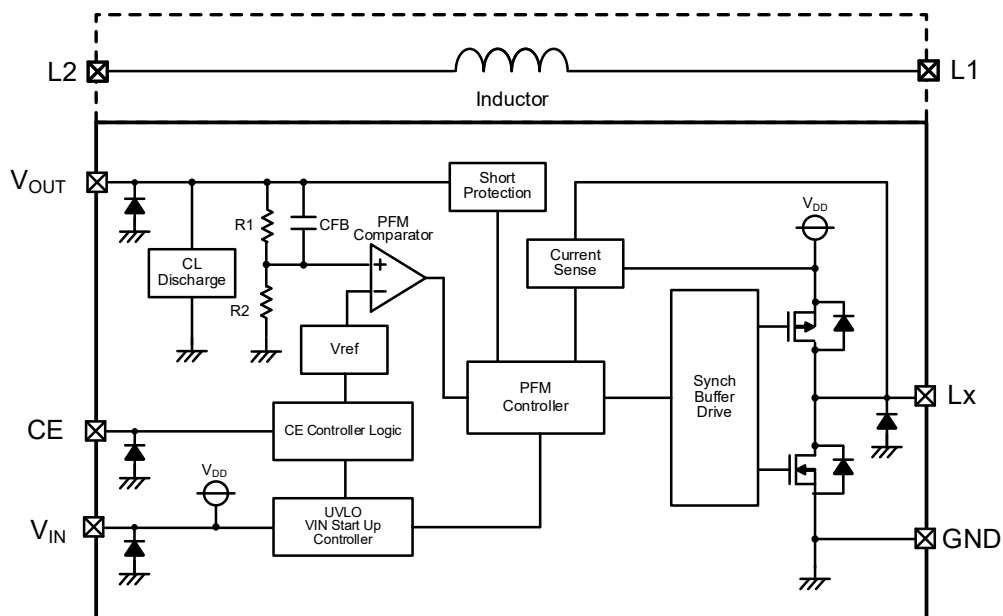 L2
L1
Inductor
VOUT
Short
Protection
VDD
R1
CFB
PFM
Comparator
CL
Discharge
Current
Sense
R2
Vref
PFM
Controller
Synch
Buffer
Drive
Lx
CE
CE Controller Logic
VDD
VIN
UVLO
VIN Start Up
Controller
GND